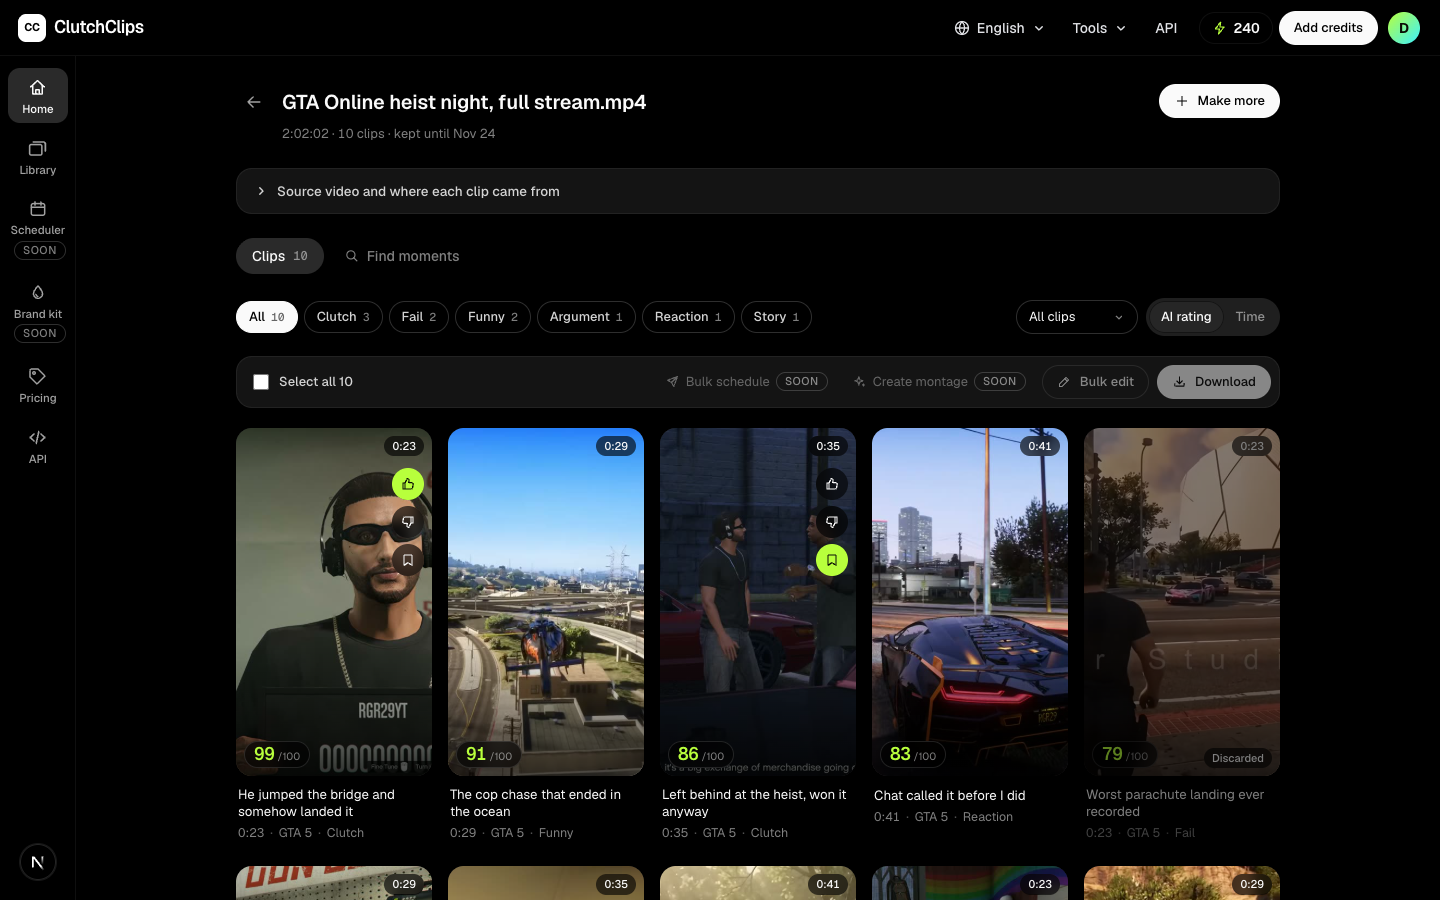 CC ClutchClips
English
Tools
API
240
Add credits
D
Home
Library
Scheduler
SOON
Brand kit
SOON
Pricing
API
N
GTA Online heist night, full stream.mp4
2:02:02 · 10 clips · kept until Nov 24
Make more
Source video and where each clip came from
Clips 10
Find moments
All 10
Clutch 3
Fail 2
Funny 2
Argument 1
Reaction 1
Story 1
All clips
AI rating
Time
Select all 10
Bulk schedule SOON
Create montage SOON
Bulk edit
Download
0:23
RGR29YT
99 /100
He jumped the bridge and
somehow landed it
0:23 · GTA 5 · Clutch
0:29
91 /100
The cop chase that ended in
the ocean
0:29 · GTA 5 · Funny
0:35
86 /100
It's a big exchange of merchandise going
Left behind at the heist, won it
anyway
0:35 · GTA 5 · Clutch
0:41
RGR29
83 /100
Chat called it before I did
0:41 · GTA 5 · Reaction
0:23
r Stud
79 /100
Discarded
Worst parachute landing ever
recorded
0:23 · GTA 5 · Fail
0:29
0:35
0:41
0:23
0:29